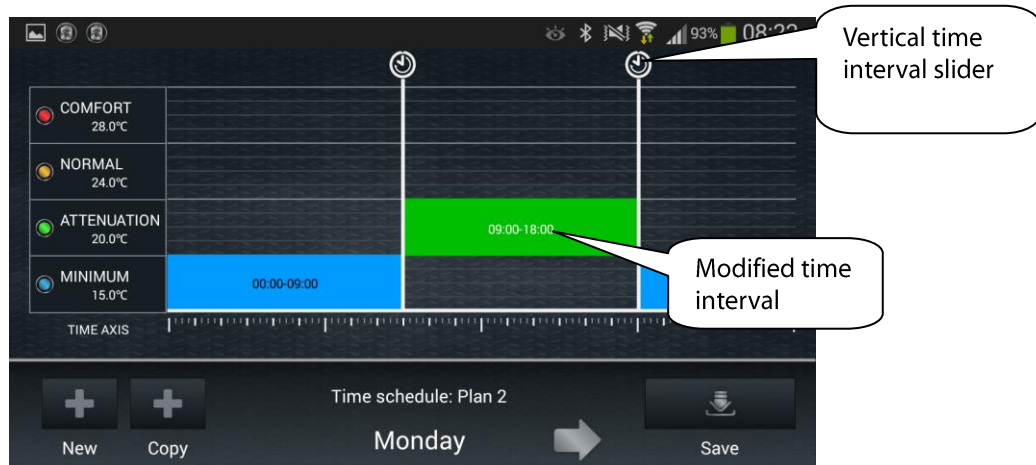 93%
Vertical time
interval slider
COMFORT
28.0℃
NORMAL
24.0℃
ATTENUATION
20.0℃
09:00-18:00
Modified time
interval
MINIMUM
15.0℃
00:00-09:00
TIME AXIS
Time schedule: Plan 2
New
Copy
Monday
Save